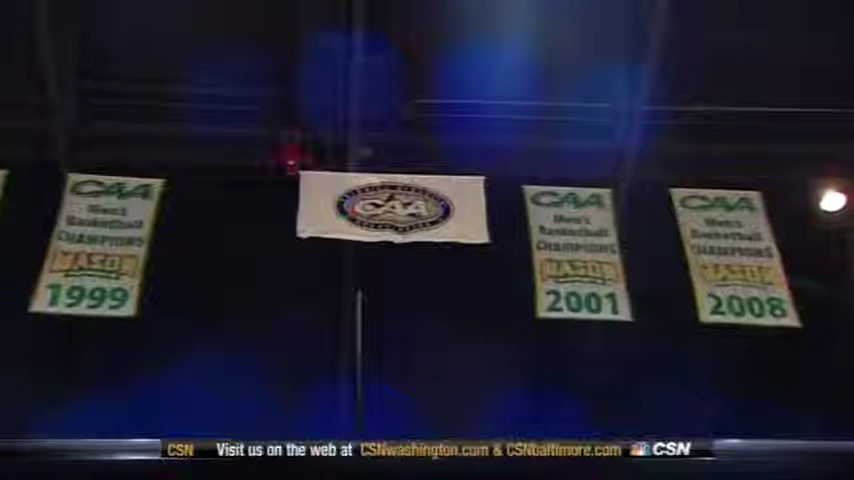 CAA
Men's
Basketball
CHAMPIONS
MASON
1999
CAA
CAA
Men's
Basketball
CHAMPIONS
MASON
2001
CAA
Men's
Basketball
CHAMPIONS
MASON
2008
CSN Visit us on the web at CSNwashington.com & CSNbaltimore.com CSN